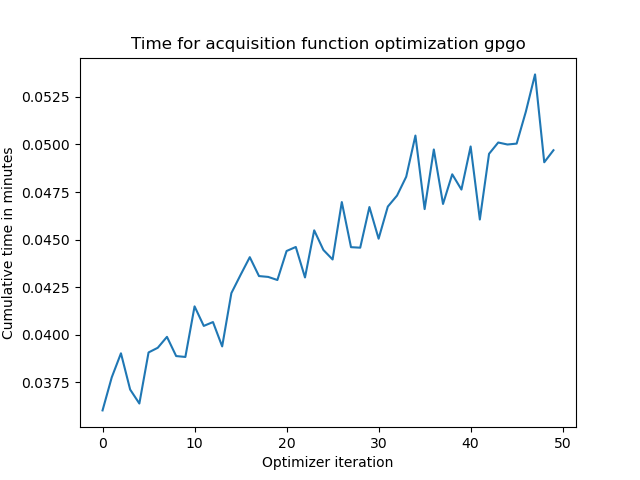 Time for acquisition function optimization gpgo
Cumulative time in minutes
0.0525
0.0500
0.0475
0.0450
0.0425
0.0400
0.0375
0 10 20 30 40 50
Optimizer iteration